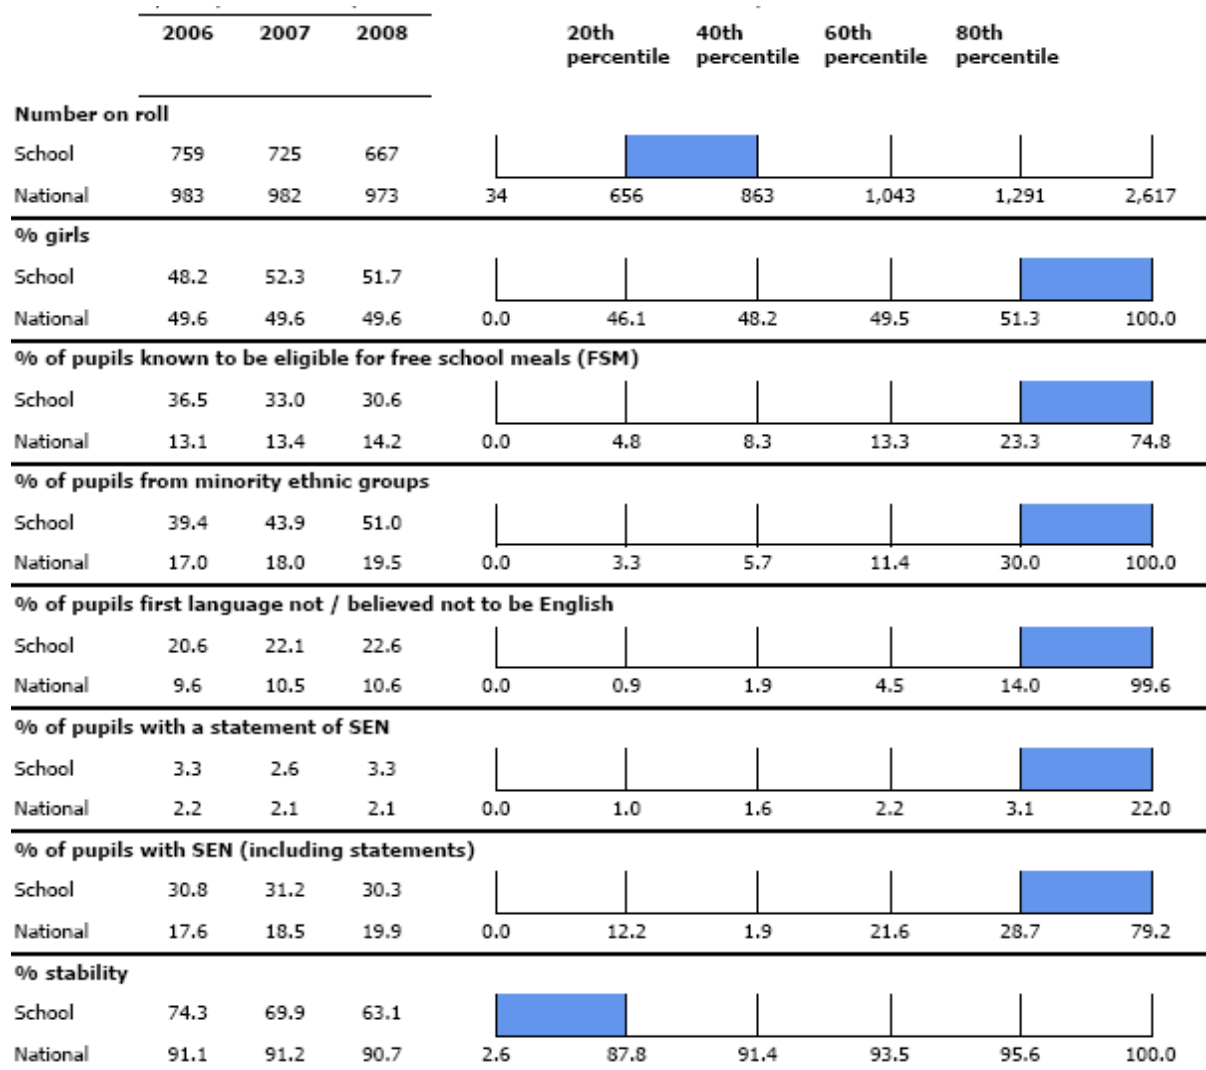 2006 2007 2008 20th percentile 40th percentile 60th percentile 80th percentile
Number on roll
School 759 725 667
National 983 982 973 34 656 863 1,043 1,291 2,617
% girls
School 48.2 52.3 51.7
National 49.6 49.6 49.6 0.0 46.1 48.2 49.5 51.3 100.0
% of pupils known to be eligible for free school meals (FSM)
School 36.5 33.0 30.6
National 13.1 13.4 14.2 0.0 4.8 8.3 13.3 23.3 74.8
% of pupils from minority ethnic groups
School 39.4 43.9 51.0
National 17.0 18.0 19.5 0.0 3.3 5.7 11.4 30.0 100.0
% of pupils first language not / believed not to be English
School 20.6 22.1 22.6
National 9.6 10.5 10.6 0.0 0.9 1.9 4.5 14.0 99.6
% of pupils with a statement of SEN
School 3.3 2.6 3.3
National 2.2 2.1 2.1 0.0 1.0 1.6 2.2 3.1 22.0
% of pupils with SEN (including statements)
School 30.8 31.2 30.3
National 17.6 18.5 19.9 0.0 12.2 1.9 21.6 28.7 79.2
% stability
School 74.3 69.9 63.1
National 91.1 91.2 90.7 2.6 87.8 91.4 93.5 95.6 100.0